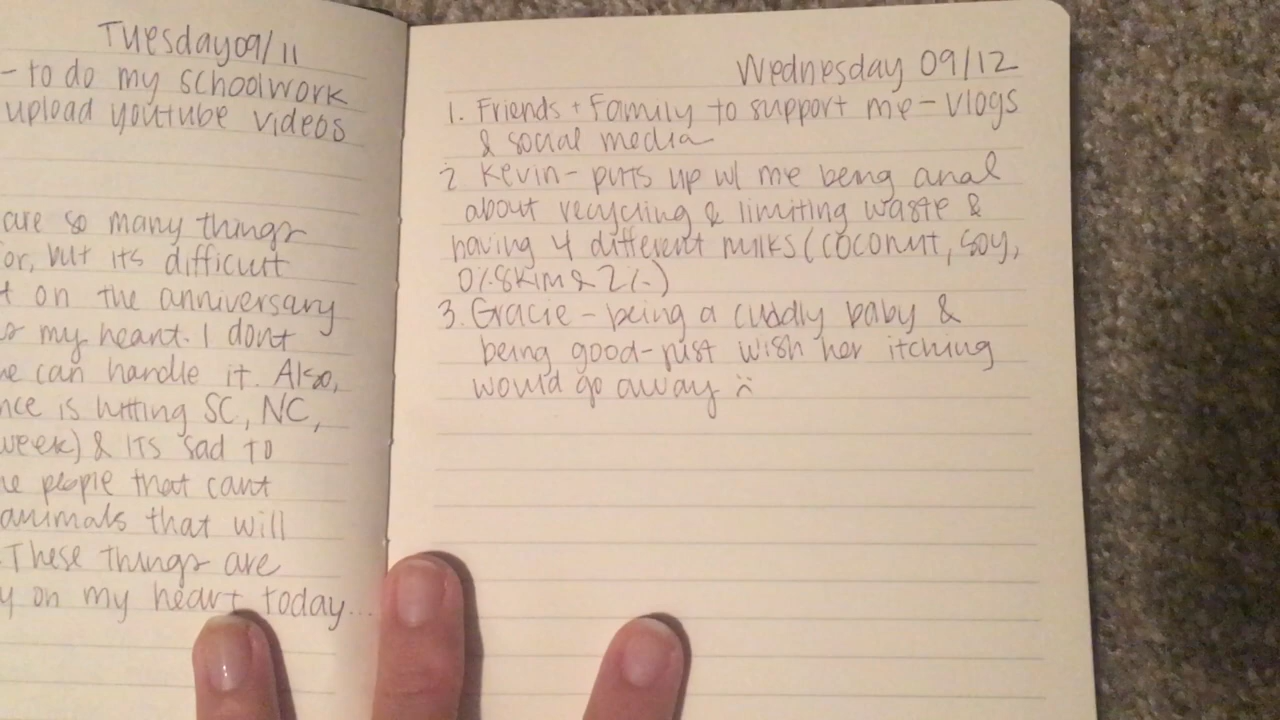 Tuesday 09/11
- to do my schoolwork
upload youtube videos
are so many things
for, but its difficult
on the anniversary
my heart. I dont
can handle it. Also,
is hitting SC, NC,
week) & its sad to
people that cant
animals that will
These things are
on my heart today...
Wednesday 09/12
1. Friends + Family to support me - vlogs
& social media
2 Kevin - puts up w/ me being anal
about recycling & limiting waste &
having 4 different milks (coconut, soy,
0% skim & 2%)
3. Gracie - being a cuddly baby &
being good - just wish her itching
would go away :(